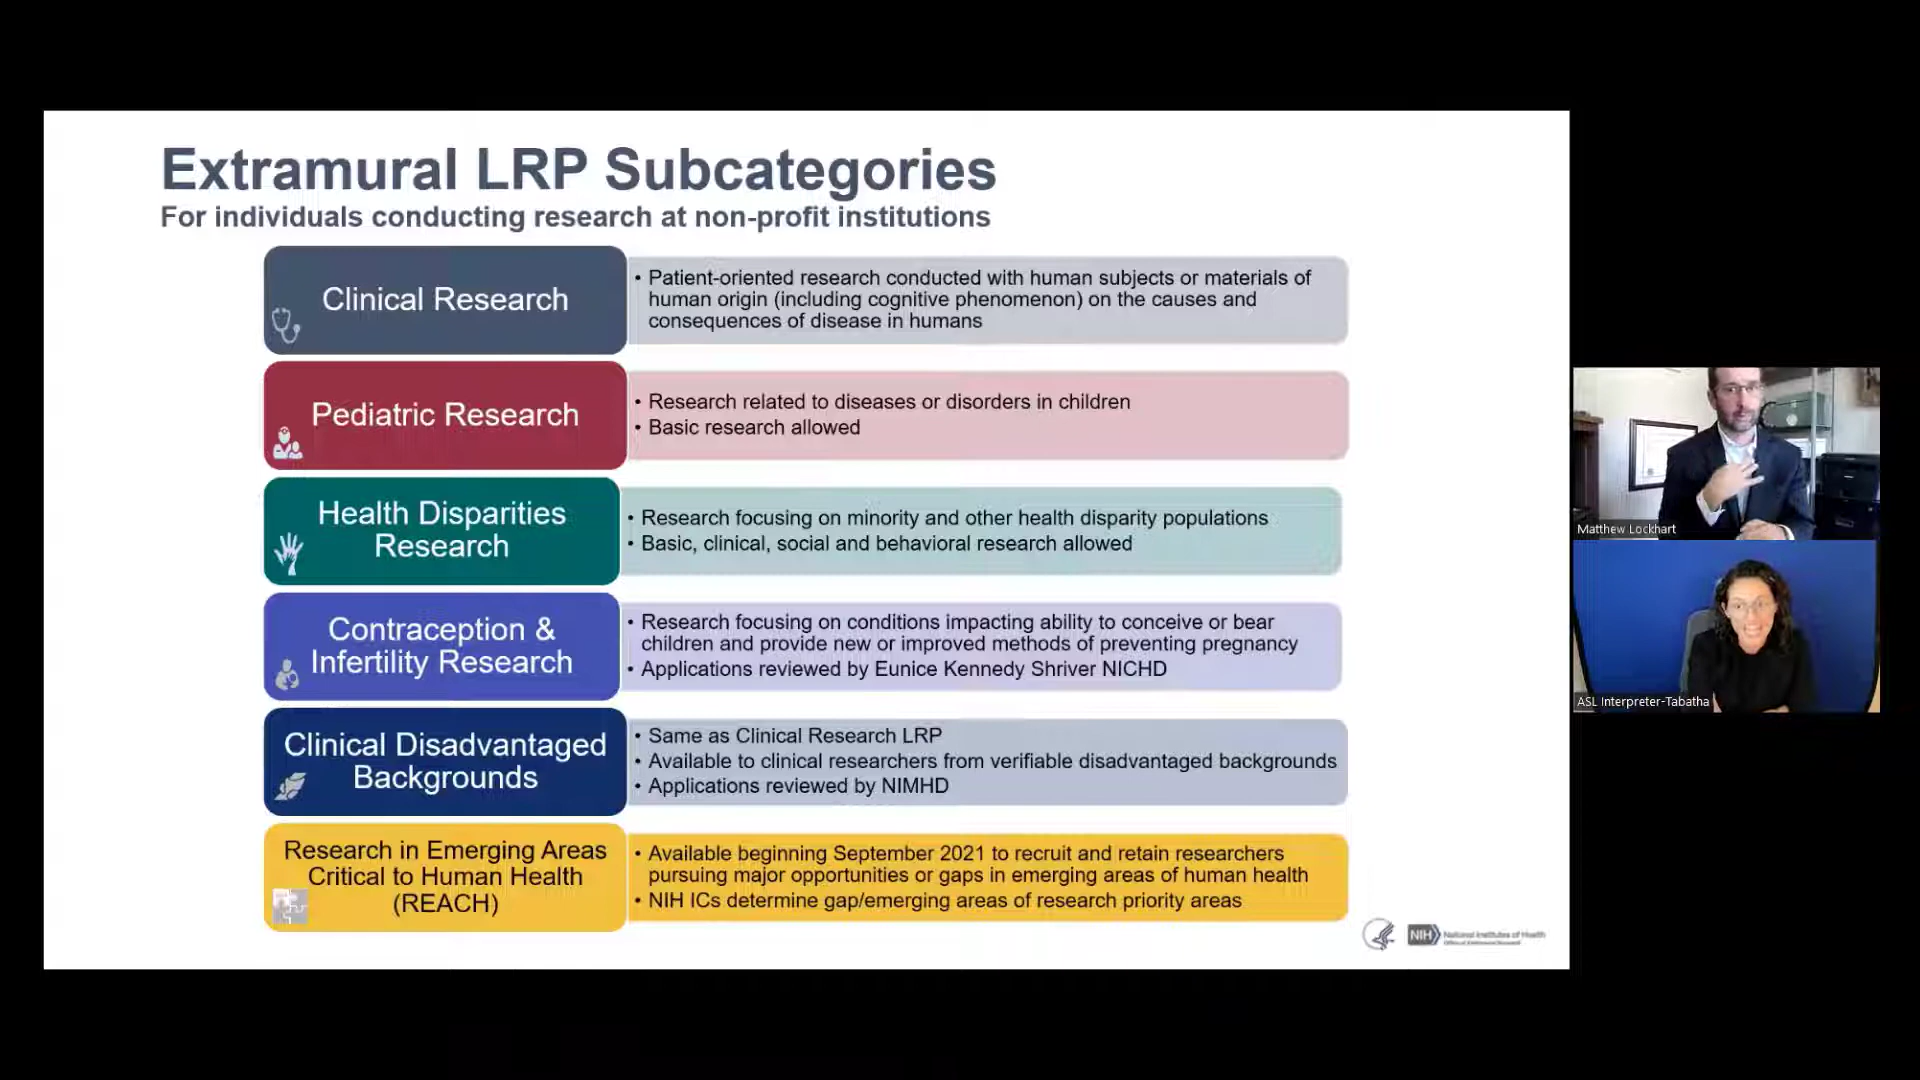 Extramural LRP Subcategories
For individuals conducting research at non-profit institutions
Clinical Research
• Patient-oriented research conducted with human subjects or materials of
human origin (including cognitive phenomenon) on the causes and
consequences of disease in humans
Pediatric Research
• Research related to diseases or disorders in children
• Basic research allowed
Health Disparities
Research
• Research focusing on minority and other health disparity populations
• Basic, clinical, social and behavioral research allowed
Contraception &
Infertility Research
• Research focusing on conditions impacting ability to conceive or bear
children and provide new or improved methods of preventing pregnancy
• Applications reviewed by Eunice Kennedy Shriver NICHD
Clinical Disadvantaged
Backgrounds
• Same as Clinical Research LRP
• Available to clinical researchers from verifiable disadvantaged backgrounds
• Applications reviewed by NIMHD
Research in Emerging Areas
Critical to Human Health
(REACH)
• Available beginning September 2021 to recruit and retain researchers
pursuing major opportunities or gaps in emerging areas of human health
• NIH ICs determine gap/emerging areas of research priority areas
NIH National Institutes of Health
Matthew Lockhart
ASL Interpreter-Tabatha